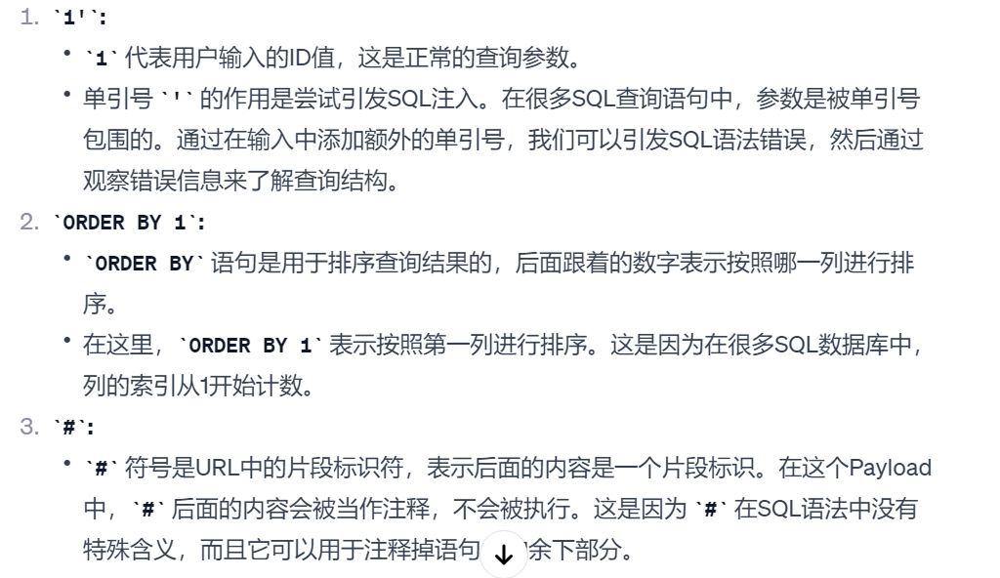 1. `1'`:
• `1` 代表用户输入的ID值，这是正常的查询参数。
• 单引号 `'` 的作用是尝试引发SQL注入。在很多SQL查询语句中，参数是被单引号
包围的。通过在输入中添加额外的单引号，我们可以引发SQL语法错误，然后通过
观察错误信息来了解查询结构。
2. `ORDER BY 1`:
• `ORDER BY` 语句是用于排序查询结果的，后面跟着的数字表示按照哪一列进行排
序。
• 在这里，`ORDER BY 1` 表示按照第一列进行排序。这是因为在很多SQL数据库中，
列的索引从1开始计数。
3. `#`:
• `#` 符号是URL中的片段标识符，表示后面的内容是一个片段标识。在这个Payload
中，`#` 后面的内容会被当作注释，不会被执行。这是因为 `#` 在SQL语法中没有
特殊含义，而且它可以用于注释掉语句 余下部分。